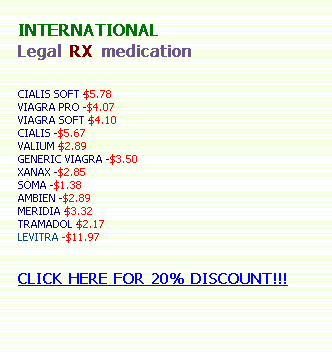 INTERNATIONAL
Legal RX medication
CIALIS SOFT $5.78
VIAGRA PRO -$4.07
VIAGRA SOFT $4.10
CIALIS -$5.67
VALIUM $2.89
GENERIC VIAGRA -$3.50
XANAX -$2.85
SOMA -$1.38
AMBIEN -$2.89
MERIDIA $3.32
TRAMADOL $2.17
LEVITRA -$11.97
CLICK HERE FOR 20% DISCOUNT!!!